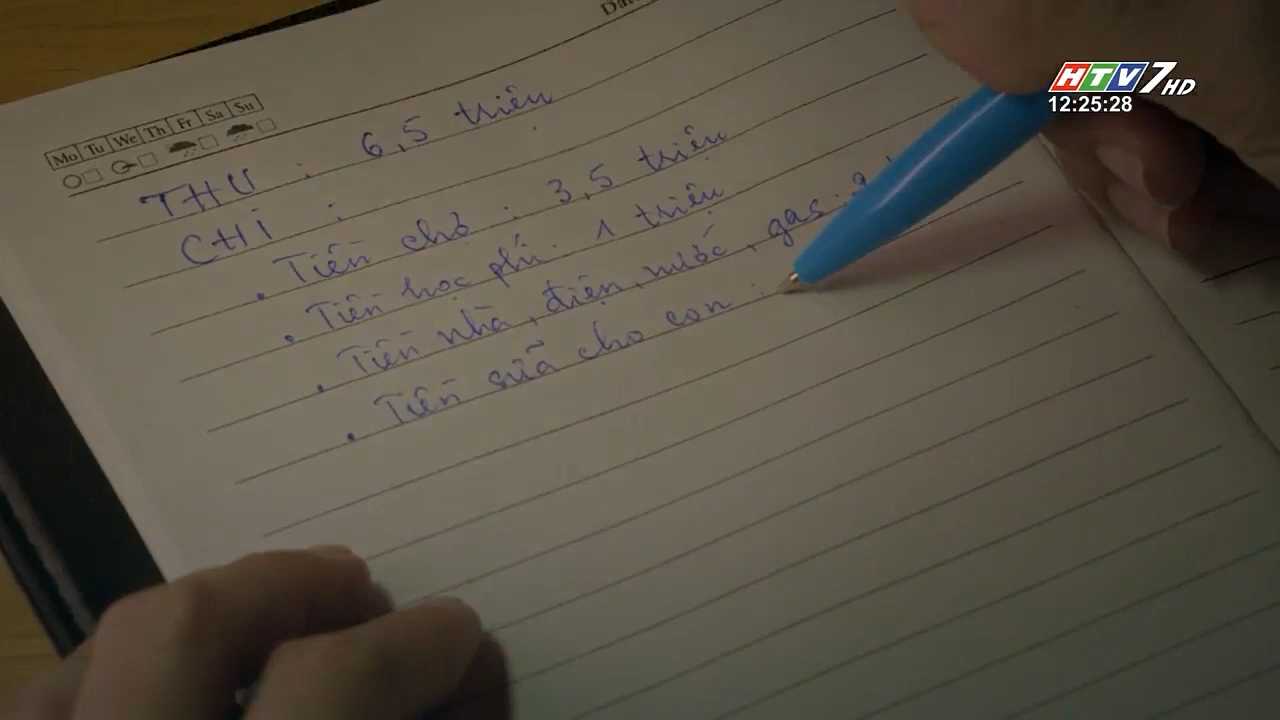 HTV7 HD
12:25:28
Mo Tu We Th Fr Sa Su
THU : 6,5 triệu
CHI :
. Tiền chợ : 3,5 triệu
. Tiền học phí : 1 triệu
. Tiền nhà, điện, nước, gas :
. Tiền sữa cho con :